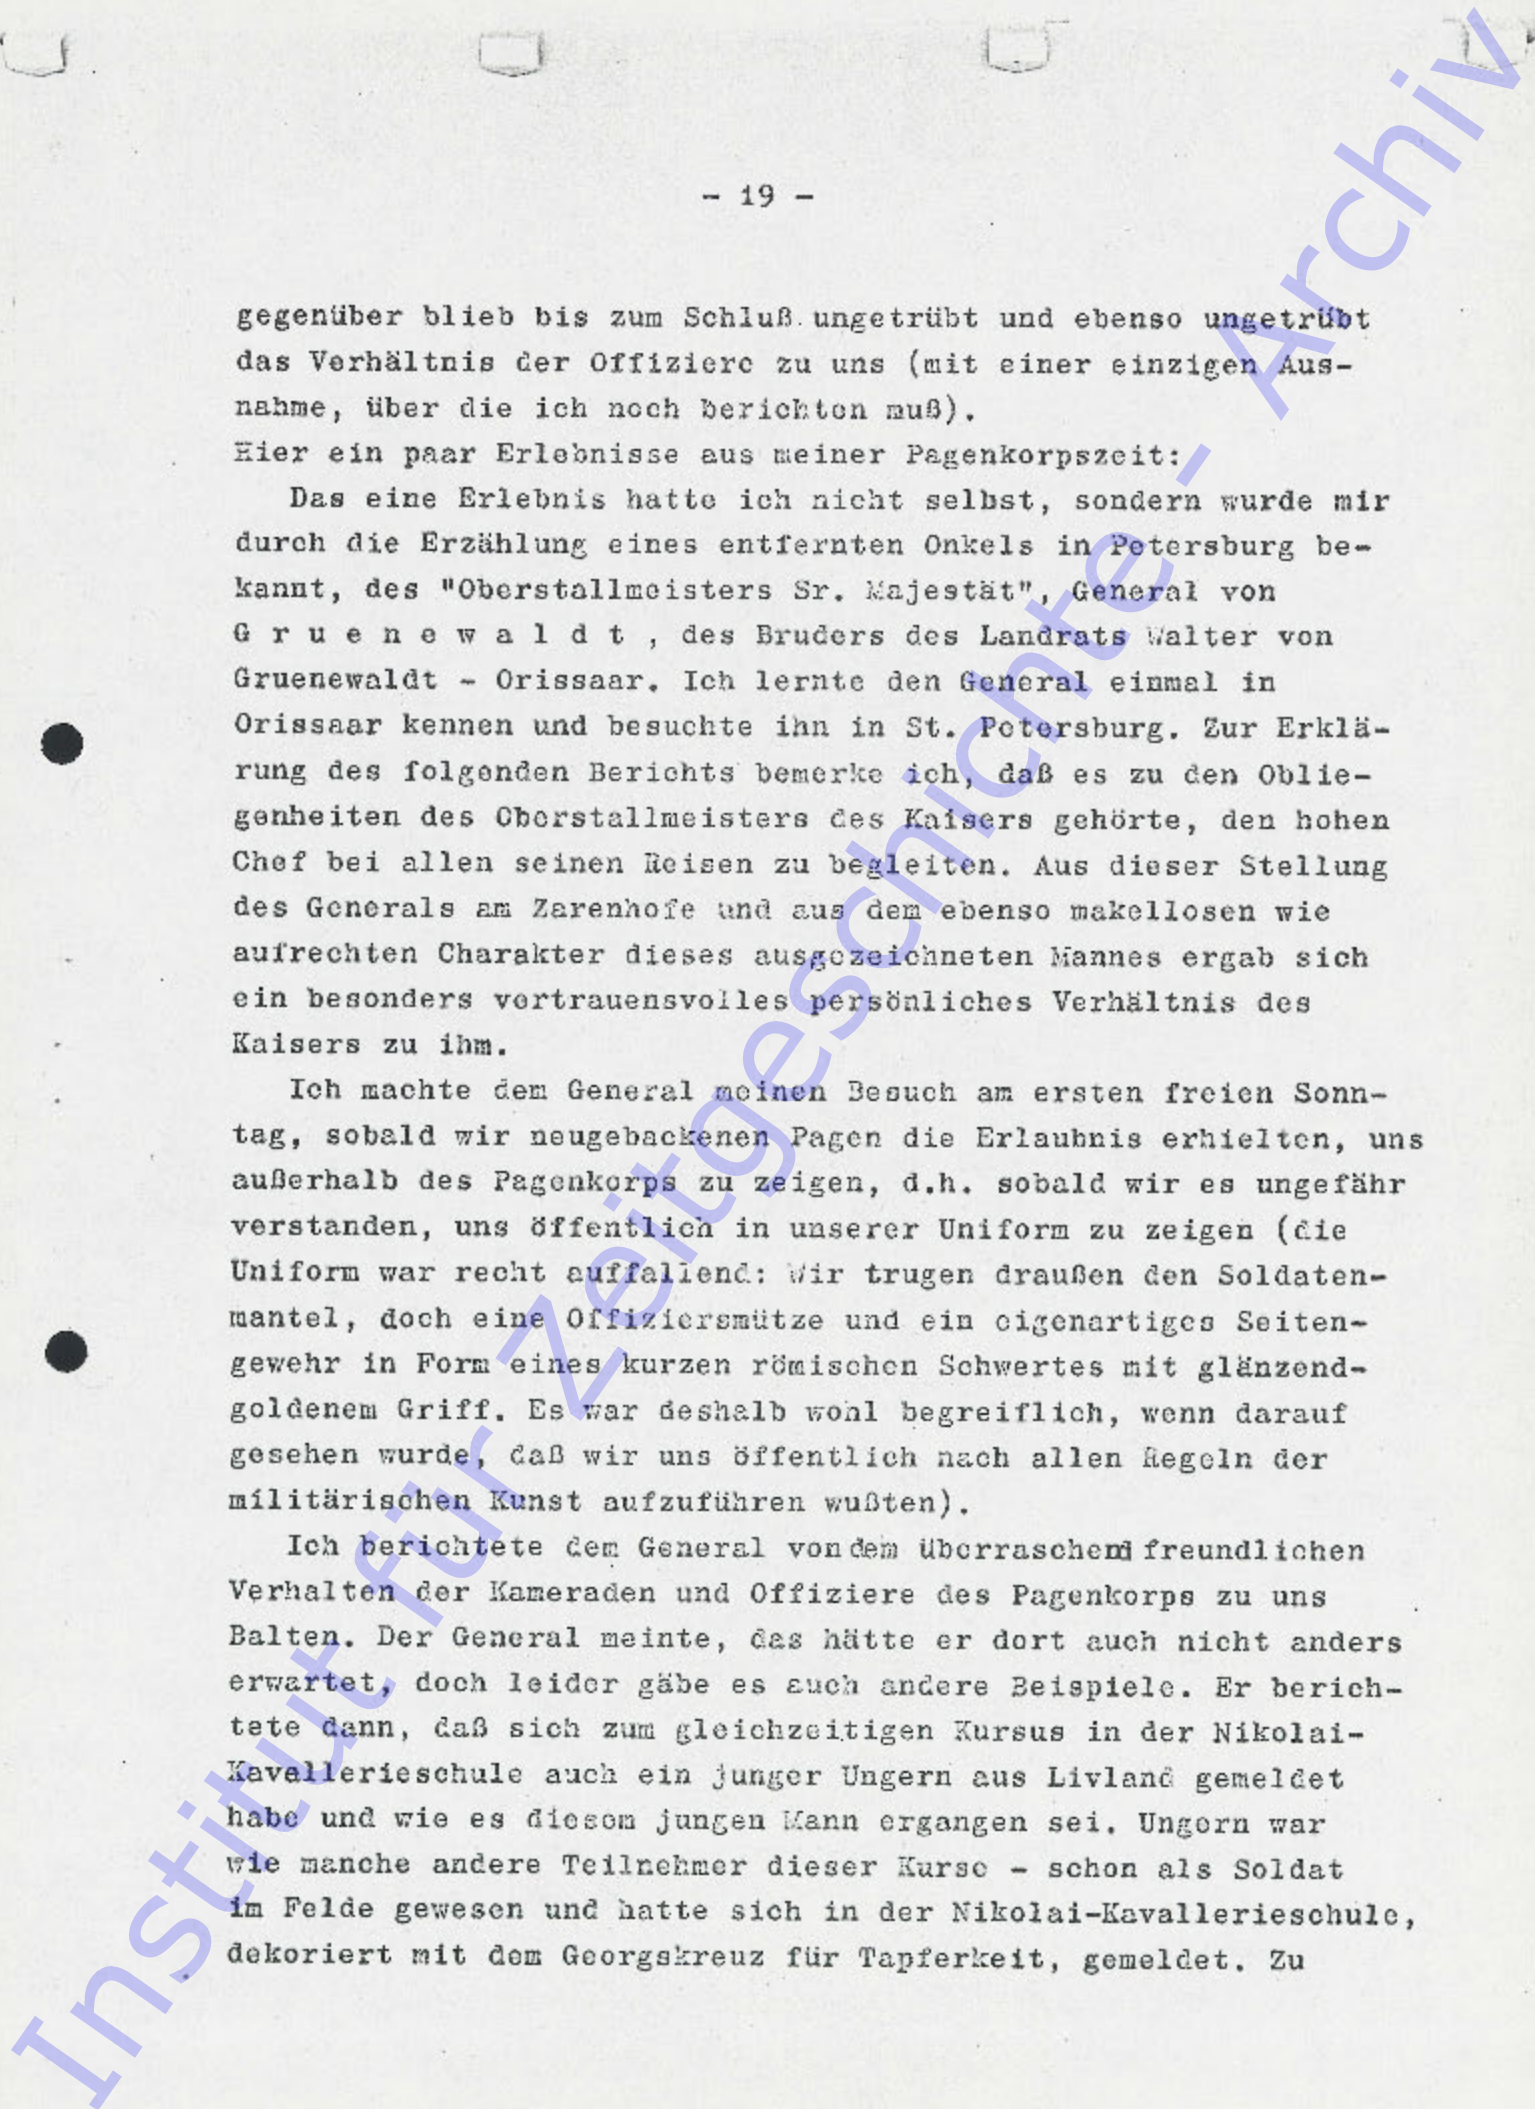 - 19 -
gegenüber blieb bis zum Schluß ungetrübt und ebenso ungetrübt
das Verhältnis der Offiziere zu uns (mit einer einzigen Aus-
nahme, über die ich noch berichten muß).
Hier ein paar Erlebnisse aus meiner Pagenkorpszeit:
Das eine Erlebnis hatte ich nicht selbst, sondern wurde mir
durch die Erzählung eines entfernten Onkels in Petersburg be-
kannt, des "Oberstallmeisters Sr. Majestät", General von
G r u e n e w a l d t , des Bruders des Landrats Walter von
Gruenewaldt - Orissaar. Ich lernte den General einmal in
Orissaar kennen und besuchte ihn in St. Petersburg. Zur Erklä-
rung des folgenden Berichts bemerke ich, daß es zu den Oblie-
genheiten des Oberstallmeisters des Kaisers gehörte, den hohen
Chef bei allen seinen Reisen zu begleiten. Aus dieser Stellung
des Generals am Zarenhofe und aus dem ebenso makellosen wie
aufrechten Charakter dieses ausgezeichneten Mannes ergab sich
ein besonders vertrauensvolles persönliches Verhältnis des
Kaisers zu ihm.
Ich machte dem General meinen Besuch am ersten freien Sonn-
tag, sobald wir neugebackenen Pagen die Erlaubnis erhielten, uns
außerhalb des Pagenkorps zu zeigen, d.h. sobald wir es ungefähr
verstanden, uns öffentlich in unserer Uniform zu zeigen (die
Uniform war recht auffallend: Wir trugen draußen den Soldaten-
mantel, doch eine Offiziersmütze und ein eigenartiges Seiten-
gewehr in Form eines kurzen römischen Schwertes mit glänzend-
goldenem Griff. Es war deshalb wohl begreiflich, wenn darauf
gesehen wurde, daß wir uns öffentlich nach allen Regeln der
militärischen Kunst aufzuführen wußten).
Ich berichtete dem General von dem überraschend freundlichen
Verhalten der Kameraden und Offiziere des Pagenkorps zu uns
Balten. Der General meinte, das hätte er dort auch nicht anders
erwartet, doch leider gäbe es auch andere Beispiele. Er berich-
tete dann, daß sich zum gleichzeitigen Kursus in der Nikolai-
Kavallerieschule auch ein junger Ungern aus Livland gemeldet
habe und wie es diesem jungen Mann ergangen sei. Ungern war
wie manche andere Teilnehmer dieser Kurse - schon als Soldat
im Felde gewesen und hatte sich in der Nikolai-Kavallerieschule,
dekoriert mit dem Georgskreuz für Tapferkeit, gemeldet. Zu
Institut für Zeitgeschichte - Archiv